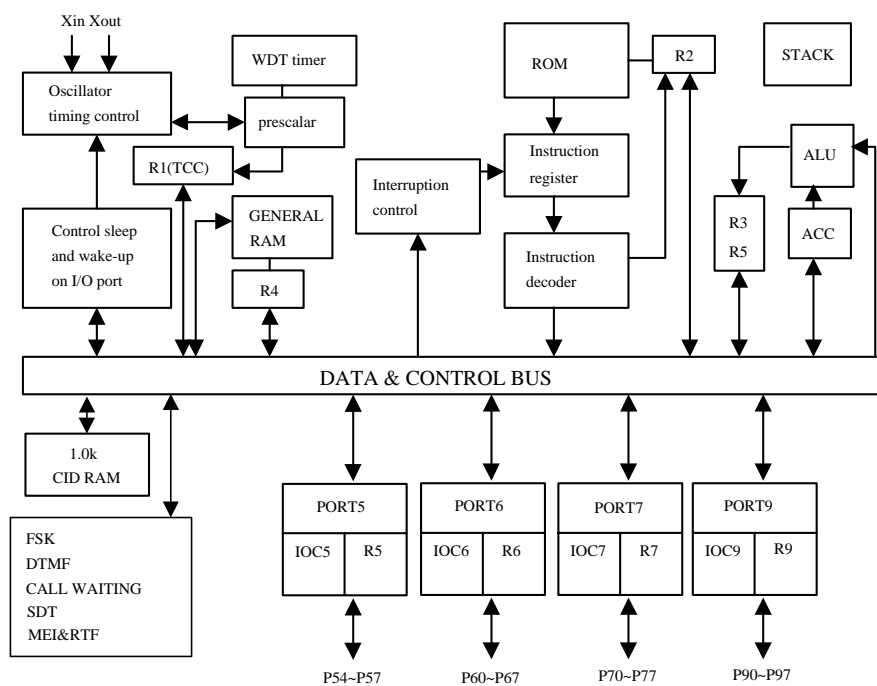 Xin Xout
WDT timer
ROM
R2
STACK
Oscillator
timing control
prescalar
R1(TCC)
Interruption
control
Instruction
register
ALU
Control sleep
and wake-up
on I/O port
GENERAL
RAM
R4
Instruction
decoder
R3
R5
ACC
DATA & CONTROL BUS
1.0k
CID RAM
FSK
DTMF
CALL WAITING
SDT
MEI&RTF
PORT5
IOC5
R5
P54~P57
PORT6
IOC6
R6
P60~P67
PORT7
IOC7
R7
P70~P77
PORT9
IOC9
R9
P90~P97